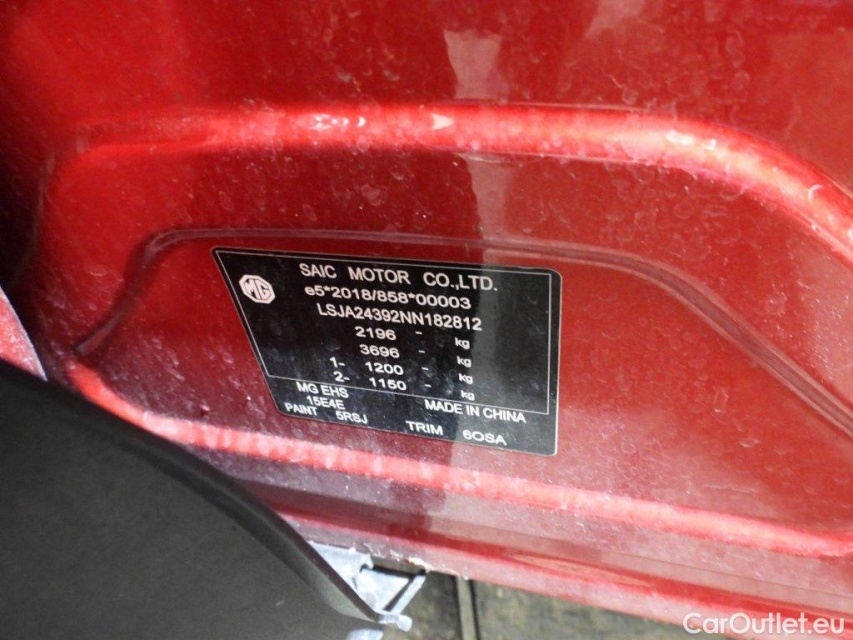 MG
SAIC MOTOR CO.,LTD.
e5*2018/858*00003
LSJA24392NN182812
2196 - kg
3696 - kg
1- 1200 - kg
2- 1150 - kg
MG EHS
15E4E MADE IN CHINA
PAINT 5RSJ TRIM 6OSA
CarOutlet.eu